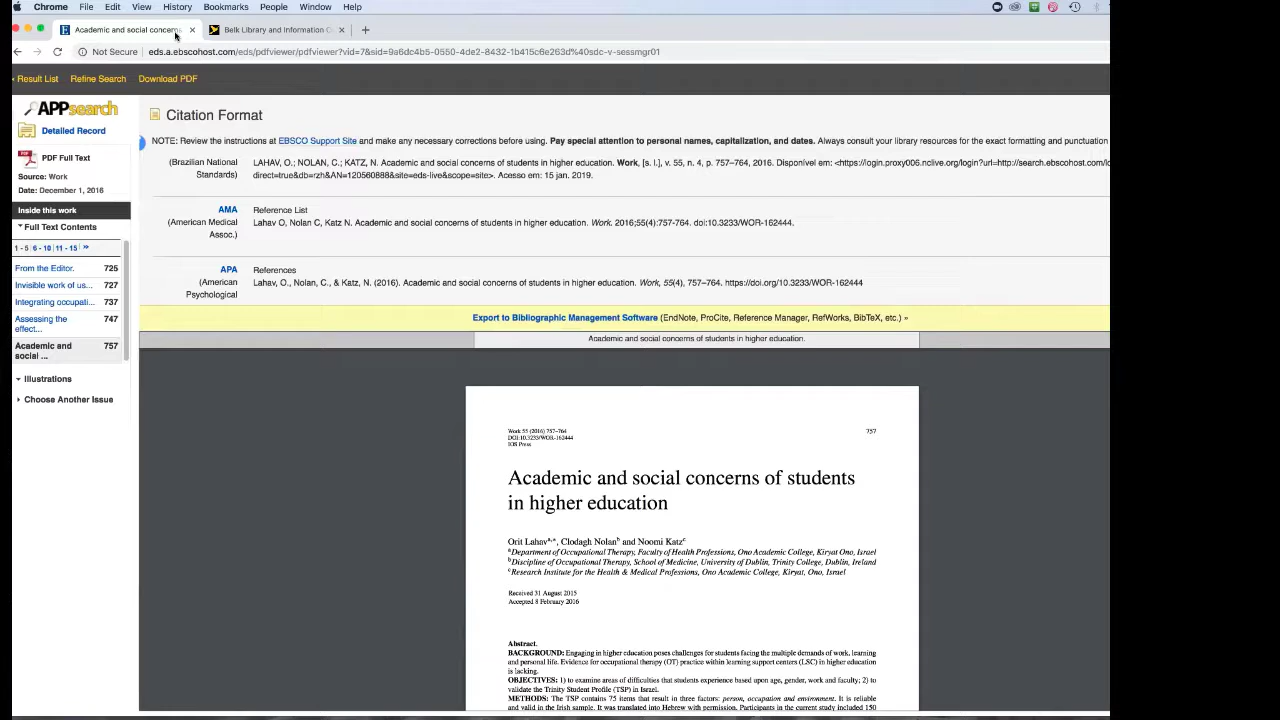 Chrome File Edit View History Bookmarks People Window Help
Academic and social concerns
Belk Library and Information C
Not Secure eds.a.ebscohost.com/eds/pdfviewer/pdfviewer?vid=7&sid=9a6dc4b5-0550-4de2-8432-1b415c6e263d%40sdc-v-sessmgr01
Result List Refine Search Download PDF
APPsearch
Detailed Record
PDF Full Text
Source: Work
Date: December 1, 2016
Inside this work
Full Text Contents
1 - 5 6 - 10 11 - 15 »
From the Editor. 725
Invisible work of us... 727
Integrating occupati... 737
Assessing the 747
effect...
Academic and 757
social ...
Illustrations
Choose Another Issue
Citation Format
NOTE: Review the instructions at EBSCO Support Site and make any necessary corrections before using. Pay special attention to personal names, capitalization, and dates. Always consult your library resources for the exact formatting and punctuation
(Brazilian National LAHAV, O.; NOLAN, C.; KATZ, N. Academic and social concerns of students in higher education. Work, [s. l.], v. 55, n. 4, p. 757–764, 2016. Disponível em: <https://login.proxy006.nclive.org/login?url=http://search.ebscohost.com/lo
Standards) direct=true&db=rzh&AN=120560888&site=eds-live&scope=site>. Acesso em: 15 jan. 2019.
AMA Reference List
(American Medical Lahav O, Nolan C, Katz N. Academic and social concerns of students in higher education. Work. 2016;55(4):757-764. doi:10.3233/WOR-162444.
Assoc.)
APA References
(American Lahav, O., Nolan, C., & Katz, N. (2016). Academic and social concerns of students in higher education. Work, 55(4), 757–764. https://doi.org/10.3233/WOR-162444
Psychological
Export to Bibliographic Management Software (EndNote, ProCite, Reference Manager, RefWorks, BibTeX, etc.) »
Academic and social concerns of students in higher education.
Work 55 (2016) 757–764 757
DOI:10.3233/WOR-162444
IOS Press
Academic and social concerns of students
in higher education
Orit Lahava,*, Clodagh Nolanb and Noomi Katzc
aDepartment of Occupational Therapy, Faculty of Health Professions, Ono Academic College, Kiryat Ono, Israel
bDiscipline of Occupational Therapy, School of Medicine, University of Dublin, Trinity College, Dublin, Ireland
cResearch Institute for the Health & Medical Professions, Ono Academic College, Kiryat, Ono, Israel
Received 31 August 2015
Accepted 8 February 2016
Abstract.
BACKGROUND: Engaging in higher education poses challenges for students facing the multiple demands of work, learning
and personal life. Evidence for occupational therapy (OT) practice within learning support centers (LSC) in higher education
is lacking.
OBJECTIVES: 1) to examine areas of difficulties that students experience based upon age, gender, work and faculty; 2) to
validate the Trinity Student Profile (TSP) in Israel.
METHODS: The TSP contains 75 items that result in three factors: person, occupation and environment. It is reliable
and valid in the Irish sample. It was translated into Hebrew with permission. Participants in the current study included 150